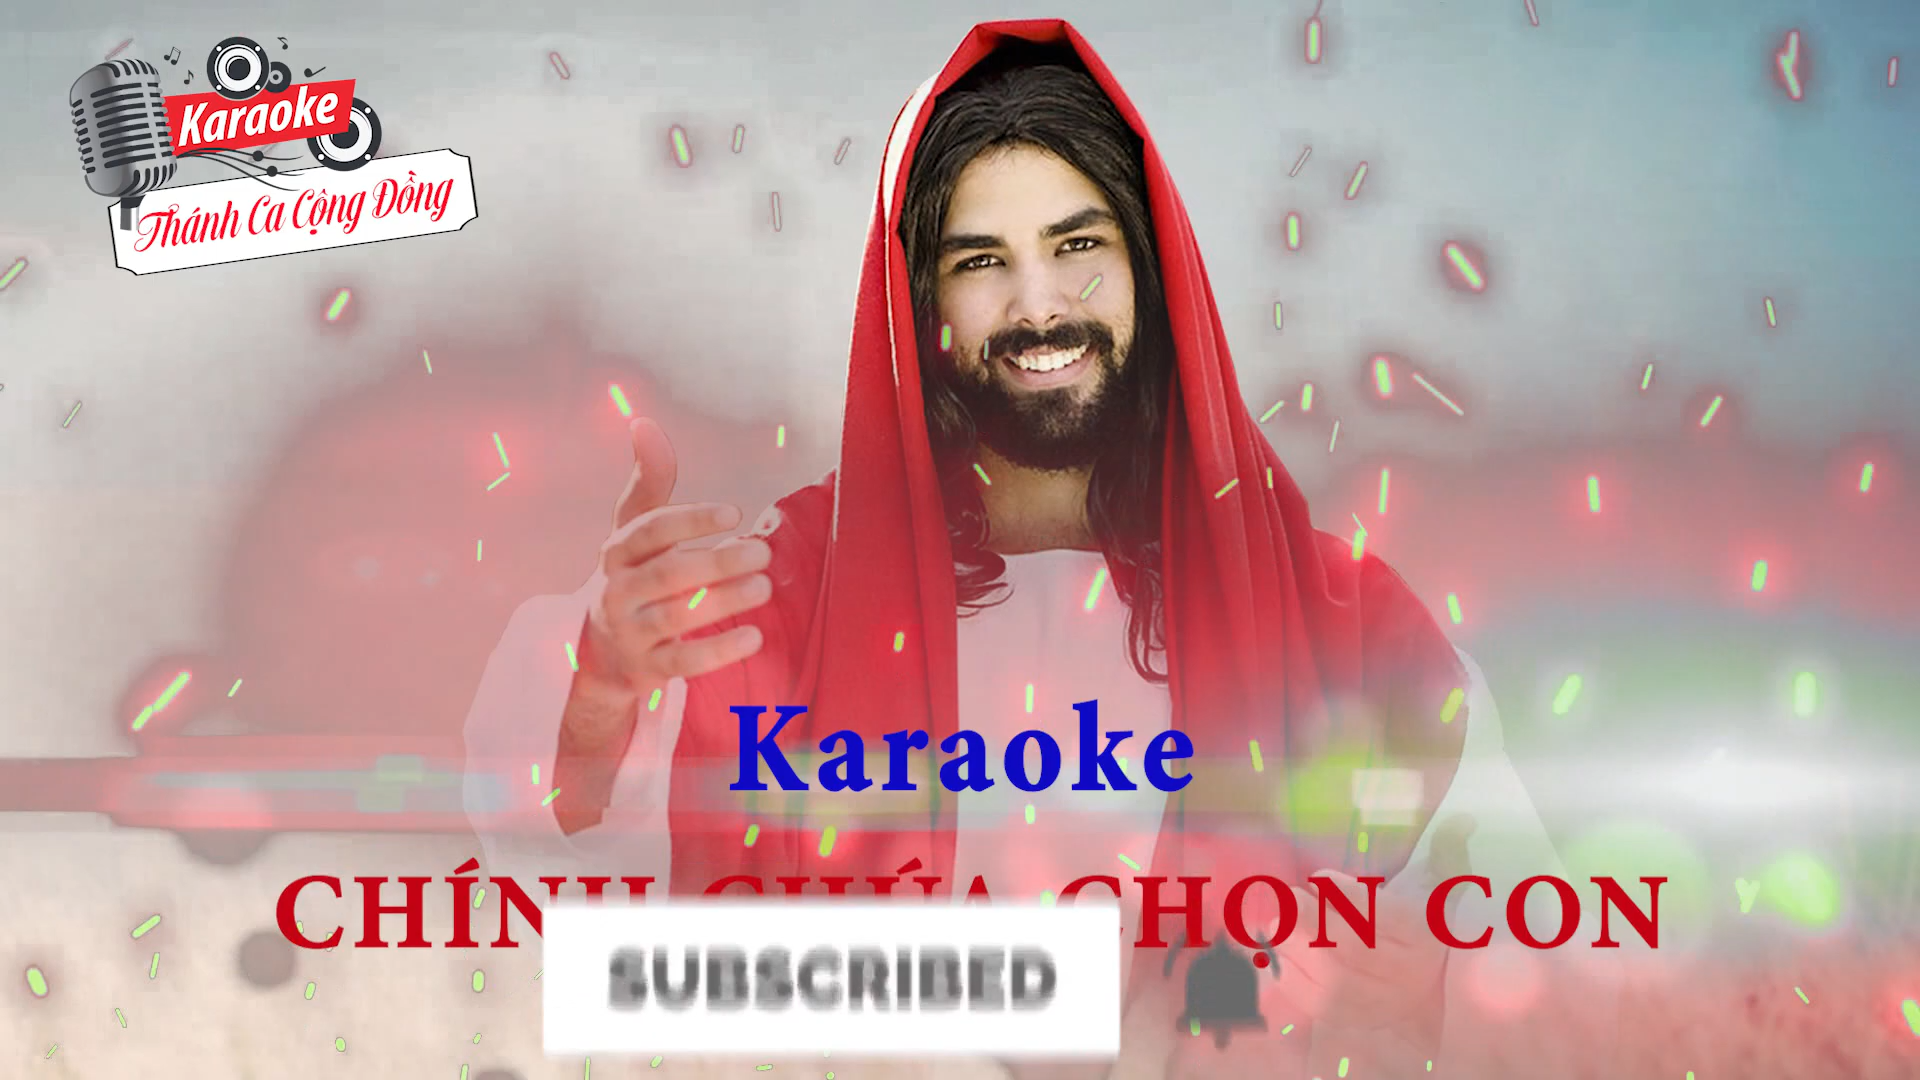 Karaoke
Thánh Ca Cộng Đồng
Karaoke
CHÍNH CHÚA CHỌN CON
SUBSCRIBED